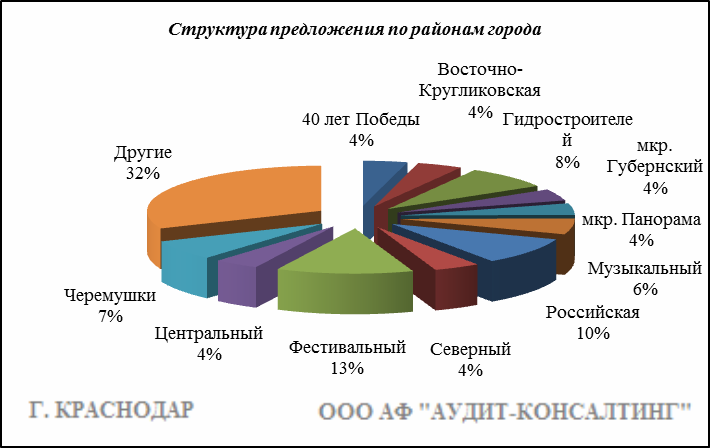 Структура предложения по районам города
40 лет Победы
4%
Восточно-
Кругликовская
4%
Гидростроителе
й
8%
мкр.
Губернский
4%
мкр. Панорама
4%
Музыкальный
6%
Российская
10%
Северный
4%
Фестивальный
13%
Центральный
4%
Черемушки
7%
Другие
32%
Г. КРАСНОДАР
ООО АФ "АУДИТ-КОНСАЛТИНГ"